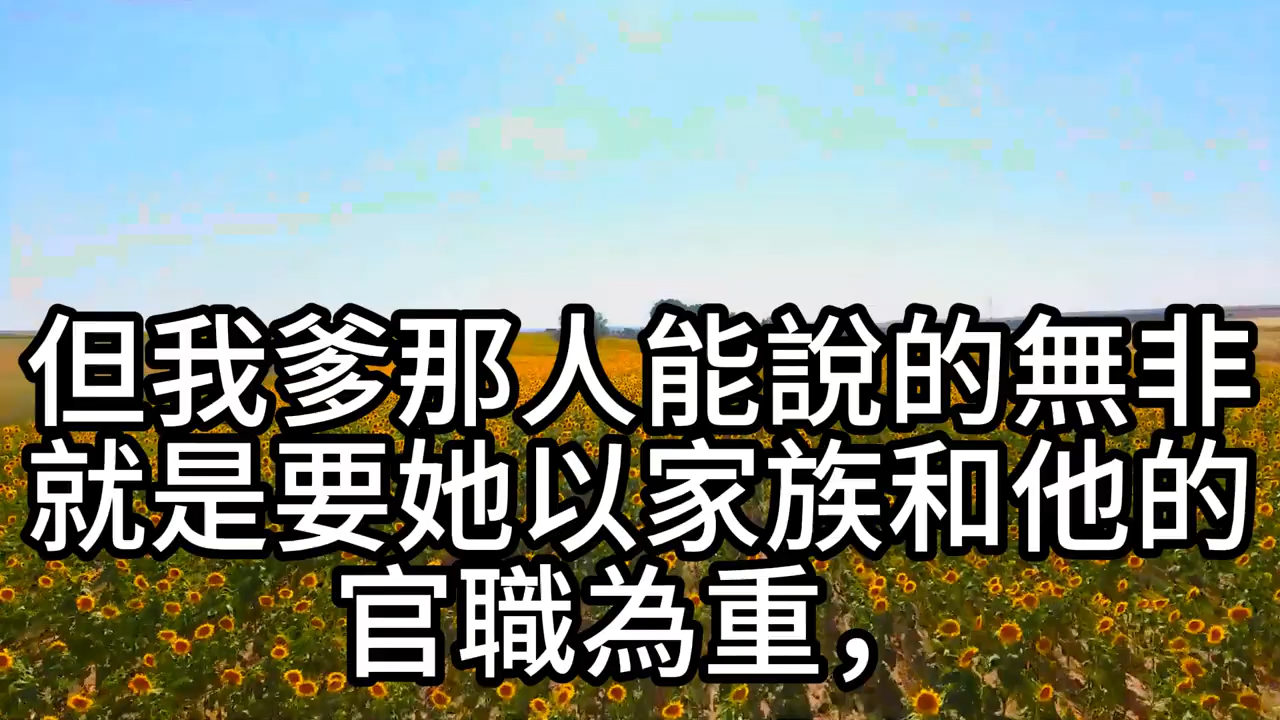 但我爹那人能說的無非
就是要她以家族和他的
官職為重，